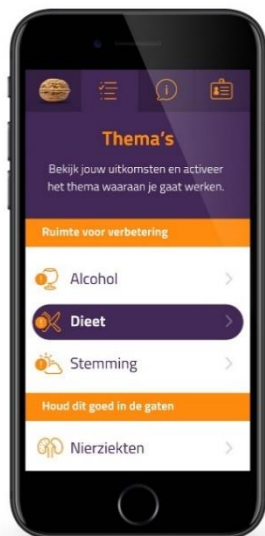 Thema's
Bekijk jouw uitkomsten en activeer
het thema waaraan je gaat werken.
Ruimte voor verbetering
Alcohol
Dieet
Stemming
Houd dit goed in de gaten
Nierziekten